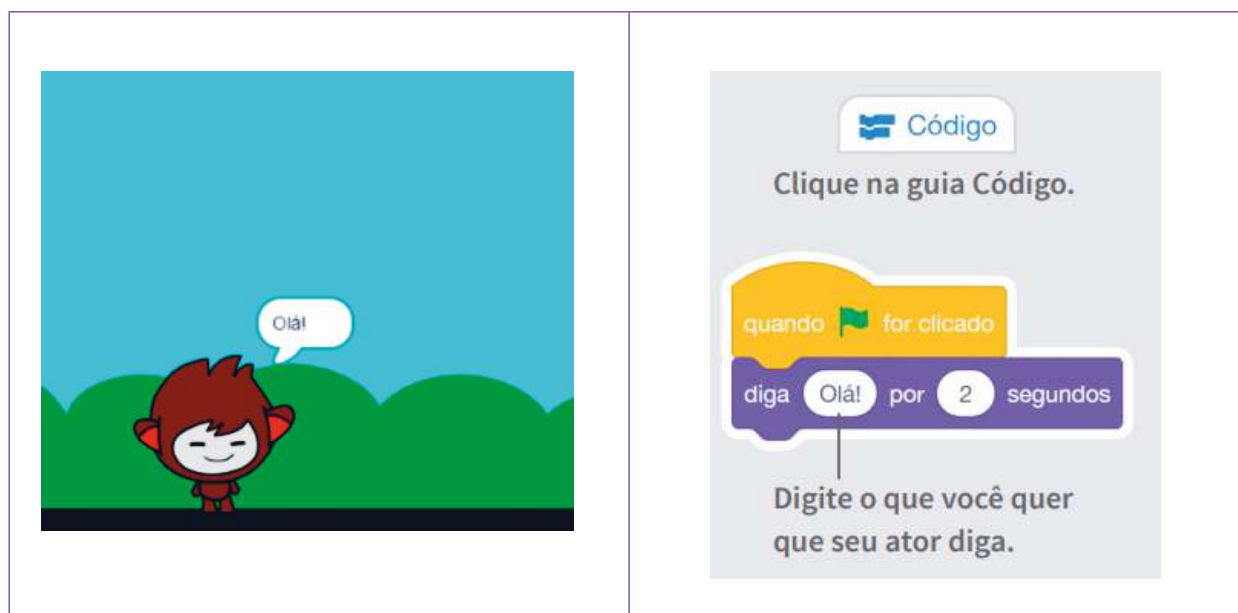 Olá!
Código
Clique na guia Código.
quando for clicado
diga Olá! por 2 segundos
Digite o que você quer
que seu ator diga.